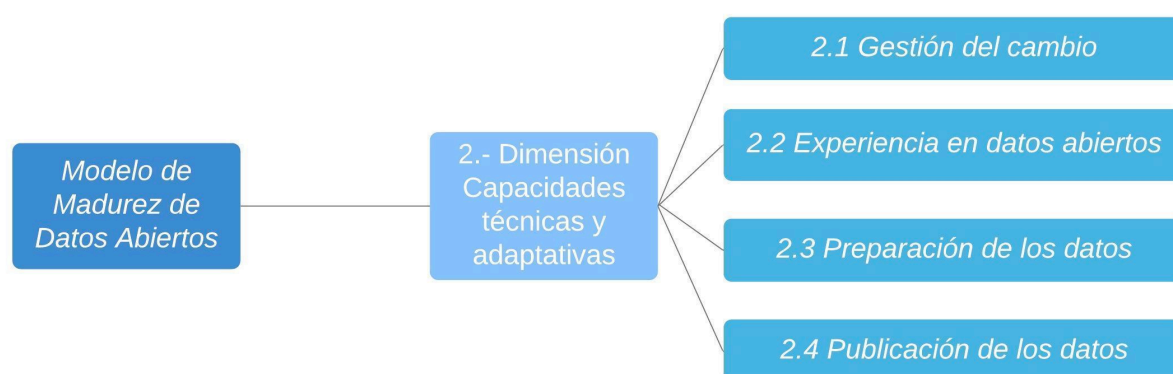 Modelo de
Madurez de
Datos Abiertos
2.- Dimensión
Capacidades
técnicas y
adaptativas
2.1 Gestión del cambio
2.2 Experiencia en datos abiertos
2.3 Preparación de los datos
2.4 Publicación de los datos